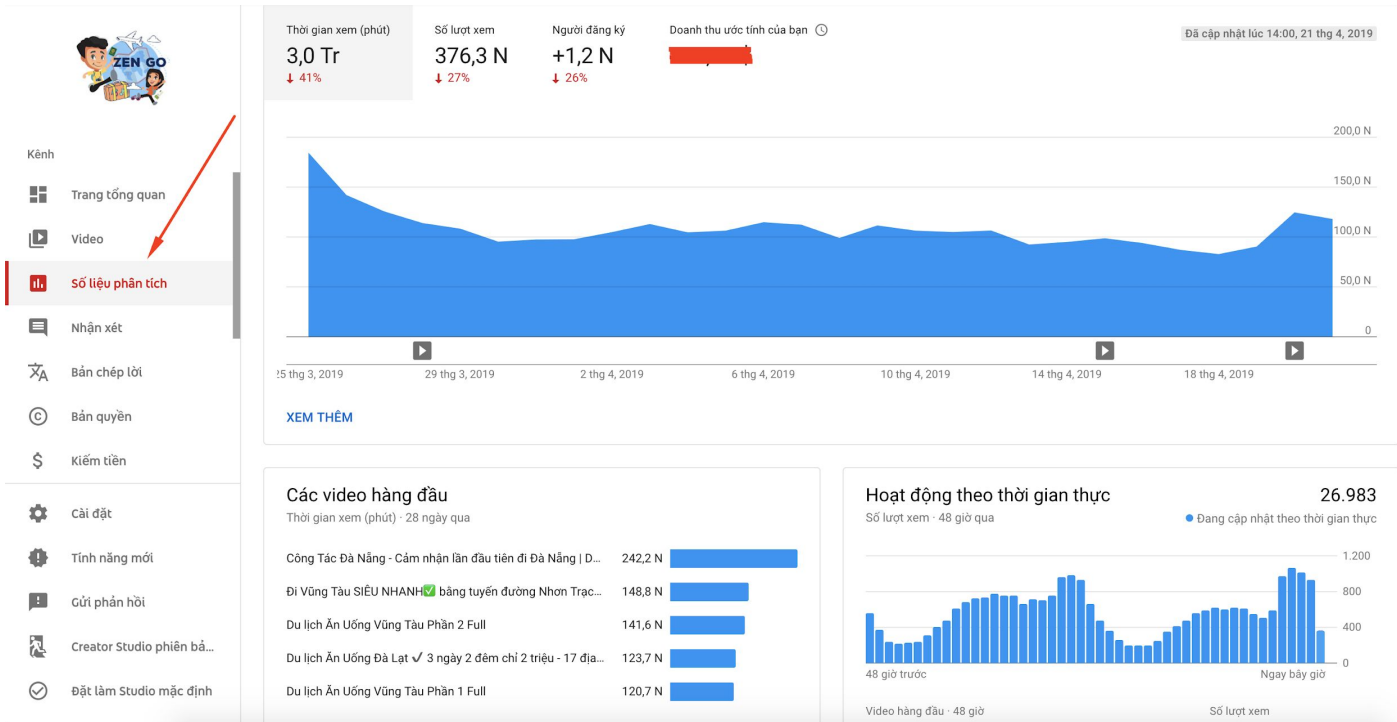 ZEN GO
Kênh
Trang tổng quan
Video
Số liệu phân tích
Nhận xét
Bản chép lời
Bản quyền
Kiếm tiền
Cài đặt
Tính năng mới
Gửi phản hồi
Creator Studio phiên bả...
Đặt làm Studio mặc định
Thời gian xem (phút)
3,0 Tr
41%
Số lượt xem
376,3 N
27%
Người đăng ký
+1,2 N
26%
Doanh thu ước tính của bạn
Đã cập nhật lúc 14:00, 21 thg 4, 2019
200,0 N
150,0 N
100,0 N
50,0 N
0
25 thg 3, 2019
29 thg 3, 2019
2 thg 4, 2019
6 thg 4, 2019
10 thg 4, 2019
14 thg 4, 2019
18 thg 4, 2019
XEM THÊM
Các video hàng đầu
Thời gian xem (phút) · 28 ngày qua
Công Tác Đà Nẵng - Cảm nhận lần đầu tiên đi Đà Nẵng | D... 242,2 N
Đi Vũng Tàu SIÊU NHANH✅ bằng tuyến đường Nhơn Trạc... 148,8 N
Du lịch Ăn Uống Vũng Tàu Phần 2 Full 141,6 N
Du lịch Ăn Uống Đà Lạt ✓ 3 ngày 2 đêm chỉ 2 triệu - 17 địa... 123,7 N
Du lịch Ăn Uống Vũng Tàu Phần 1 Full 120,7 N
Hoạt động theo thời gian thực 26.983
Số lượt xem · 48 giờ qua
Đang cập nhật theo thời gian thực
1.200
800
400
0
48 giờ trước
Ngay bây giờ
Video hàng đầu · 48 giờ
Số lượt xem